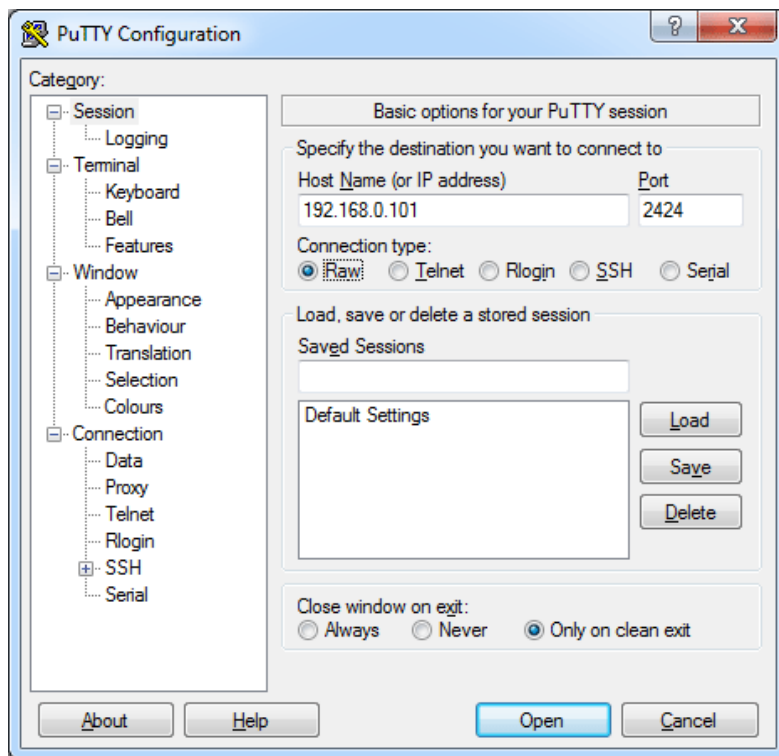 PuTTY Configuration
Category:
Session
Logging
Terminal
Keyboard
Bell
Features
Window
Appearance
Behaviour
Translation
Selection
Colours
Connection
Data
Proxy
Telnet
Rlogin
SSH
Serial
Basic options for your PuTTY session
Specify the destination you want to connect to
Host Name (or IP address) Port
192.168.0.101 2424
Connection type:
Raw Telnet Rlogin SSH Serial
Load, save or delete a stored session
Saved Sessions
Default Settings
Load
Save
Delete
Close window on exit:
Always Never Only on clean exit
About Help Open Cancel